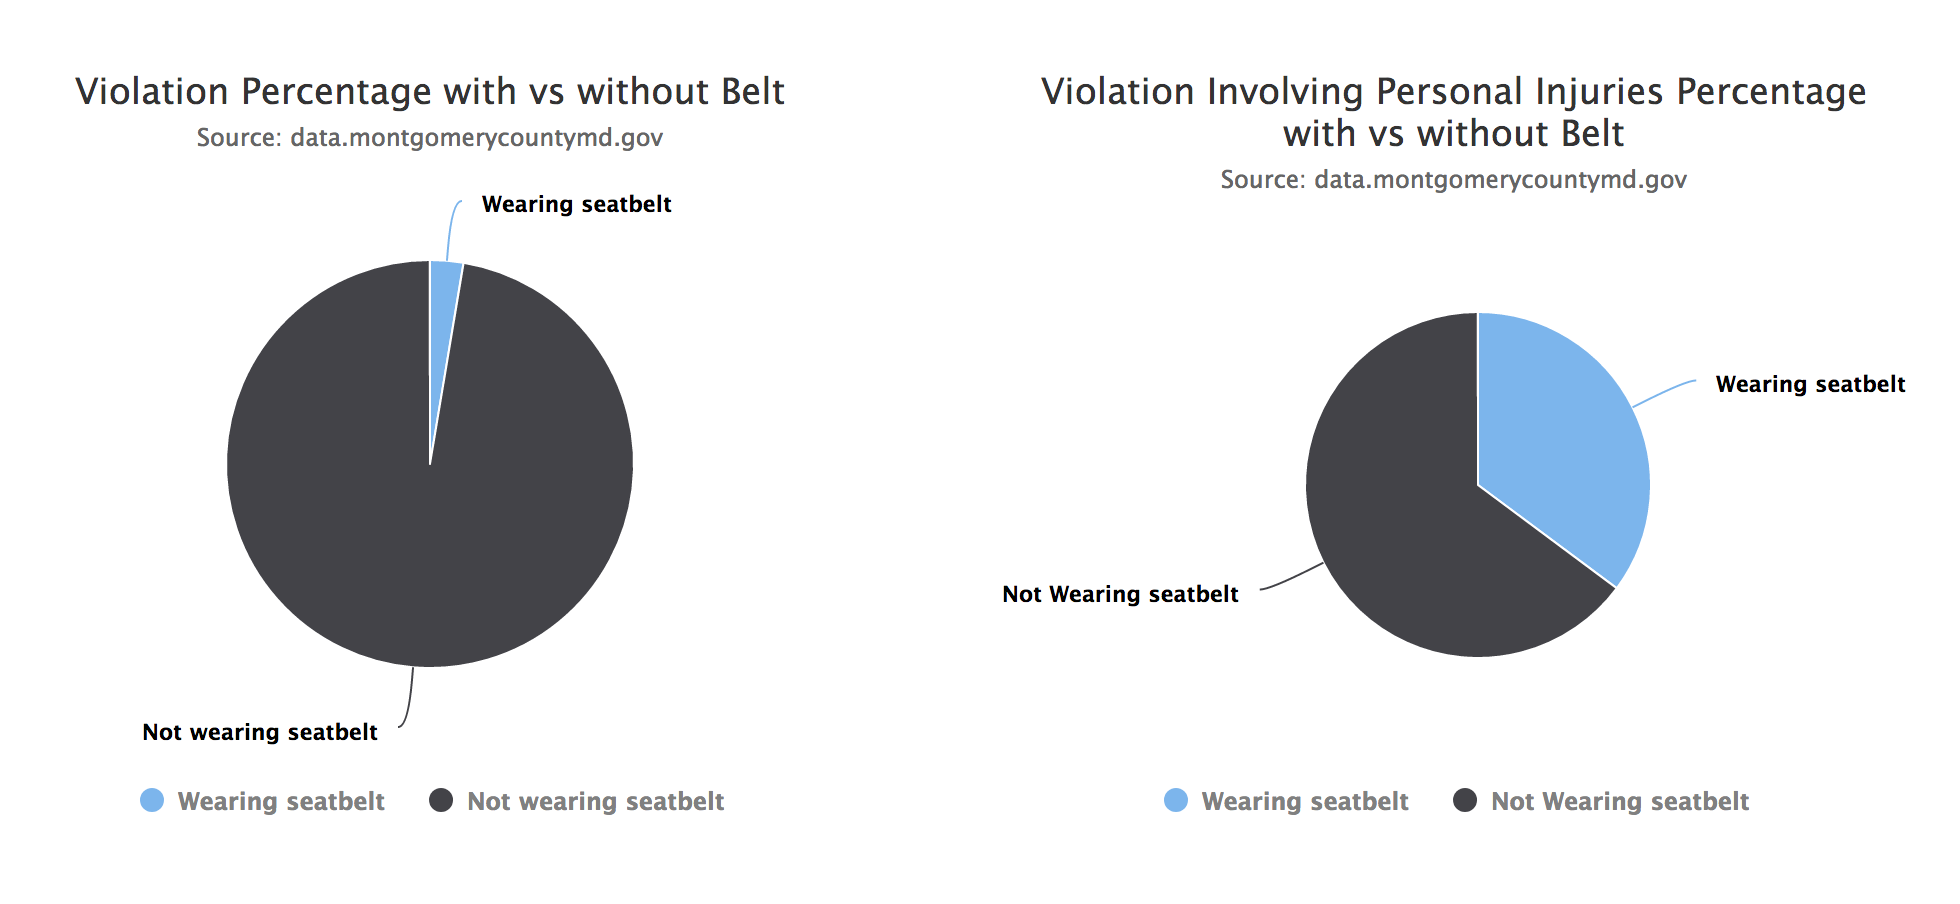 Violation Percentage with vs without Belt
Source: data.montgomerycountymd.gov
Wearing seatbelt
Not wearing seatbelt
Wearing seatbelt
Not wearing seatbelt
Violation Involving Personal Injuries Percentage
with vs without Belt
Source: data.montgomerycountymd.gov
Wearing seatbelt
Not Wearing seatbelt
Wearing seatbelt
Not Wearing seatbelt